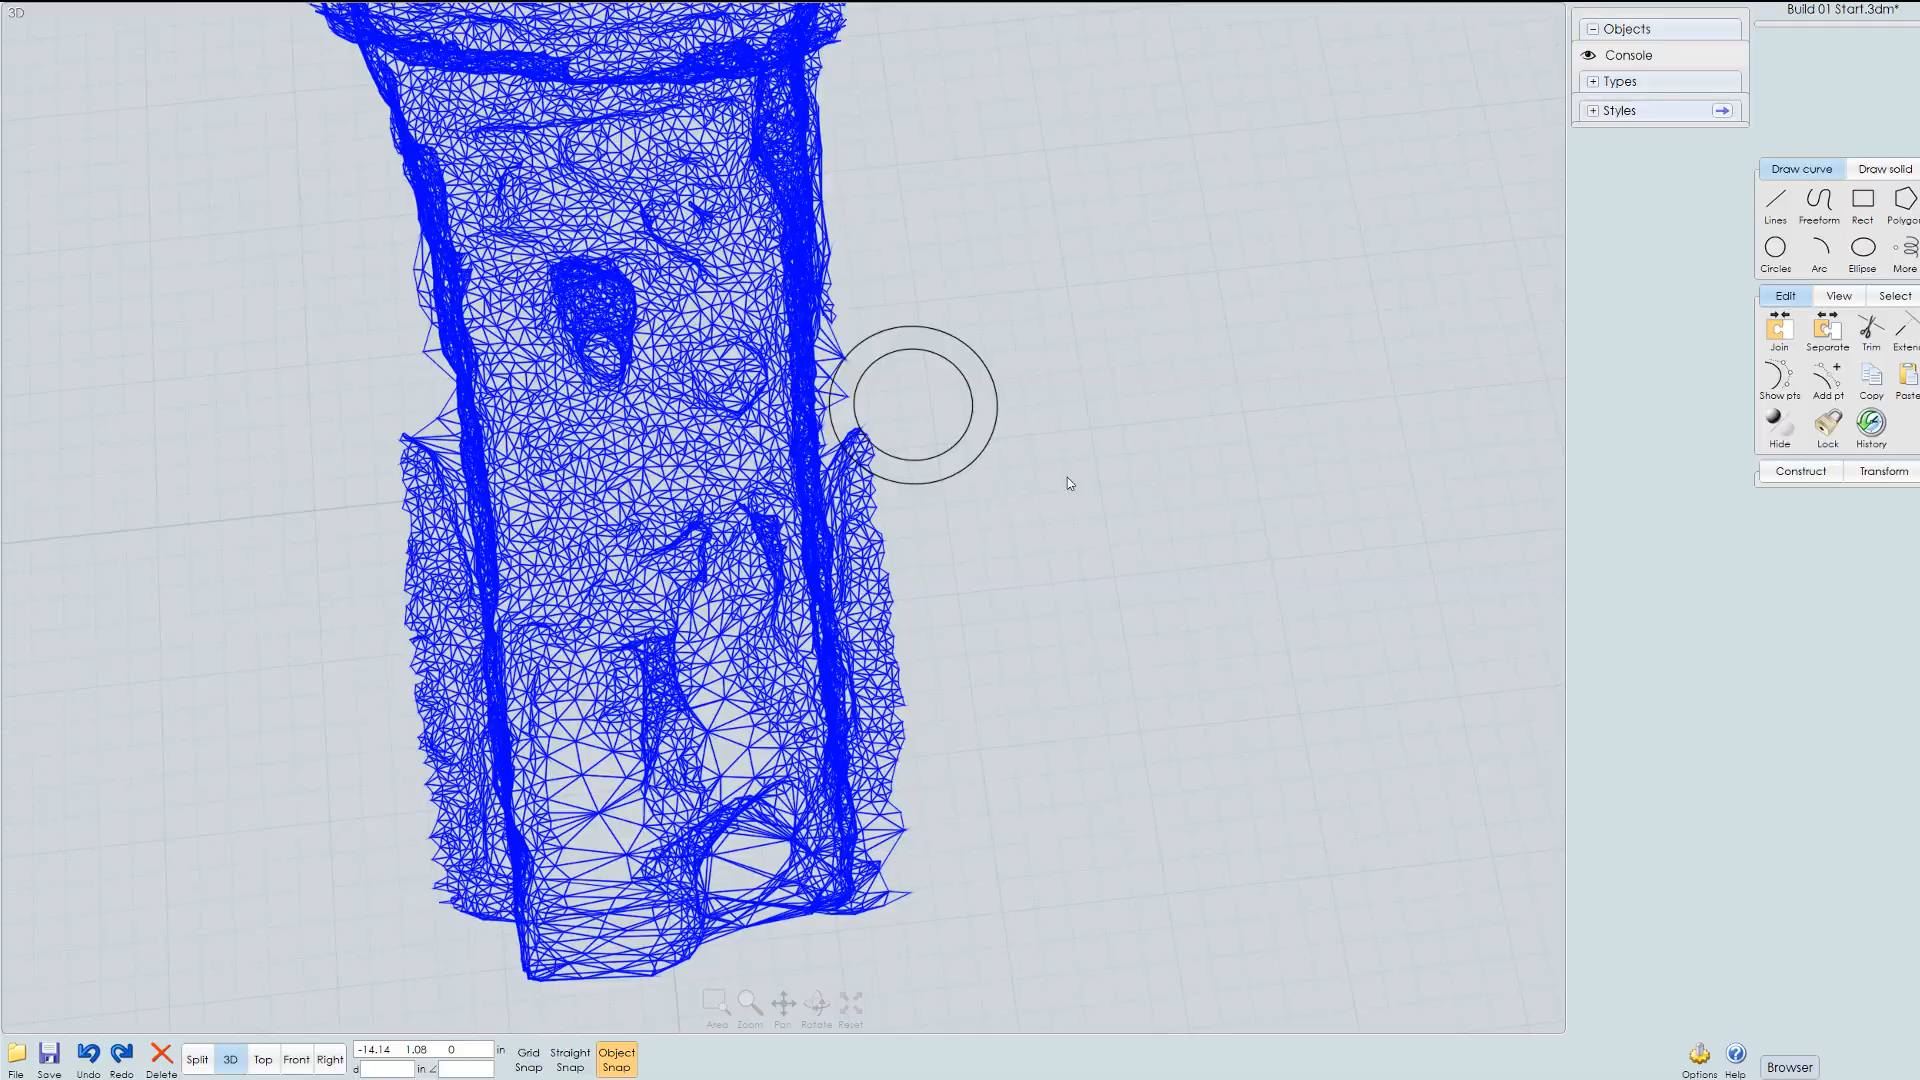 3D
Build 01 Start.3dm*
Objects
Console
Types
Styles
Draw curve Draw solid
Lines Freeform Rect Polygo
Circles Arc Ellipse More
Edit View Select
Join Separate Trim Exten
Show pts Add pt Copy Paste
Hide Lock History
Construct Transform
Area Zoom Pan Rotate Reset
File Save Undo Redo Delete
Split 3D Top Front Right
-14.14 1.08 0 in
d in
Grid Snap
Straight Snap
Object Snap
Options Help
Browser